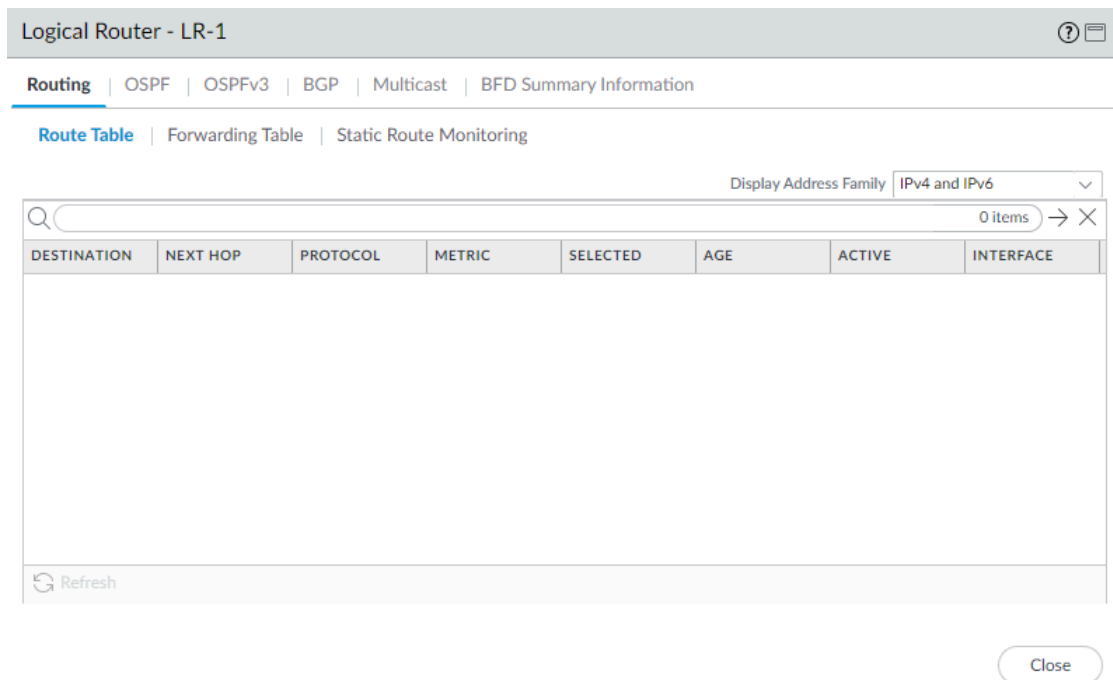 Logical Router - LR-1
Routing | OSPF | OSPFv3 | BGP | Multicast | BFD Summary Information
Route Table | Forwarding Table | Static Route Monitoring
Display Address Family IPv4 and IPv6
0 items
DESTINATION NEXT HOP PROTOCOL METRIC SELECTED AGE ACTIVE INTERFACE
Refresh
Close